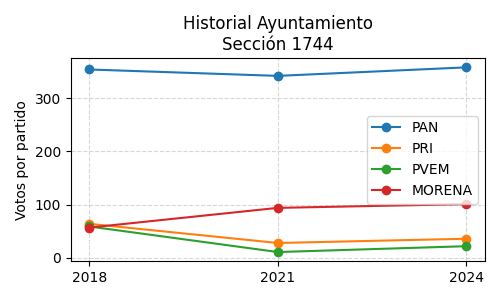 Historial Ayuntamiento
Sección 1744
Votos por partido
300
200
100
0
2018
2021
2024
PAN
PRI
PVEM
MORENA